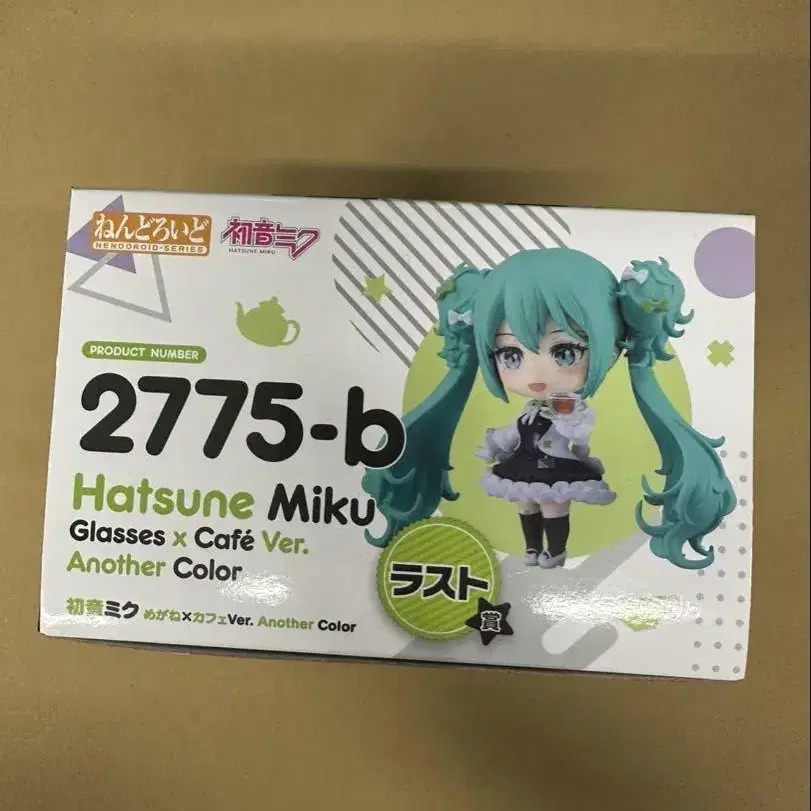 ねんどろいど
NENDOROID・SERIES
初音ミク
HATSUNE MIKU
PRODUCT NUMBER
2775-b
Hatsune Miku
Glasses x Café Ver.
Another Color
初音ミク めがね×カフェVer. Another Color
ラスト
賞